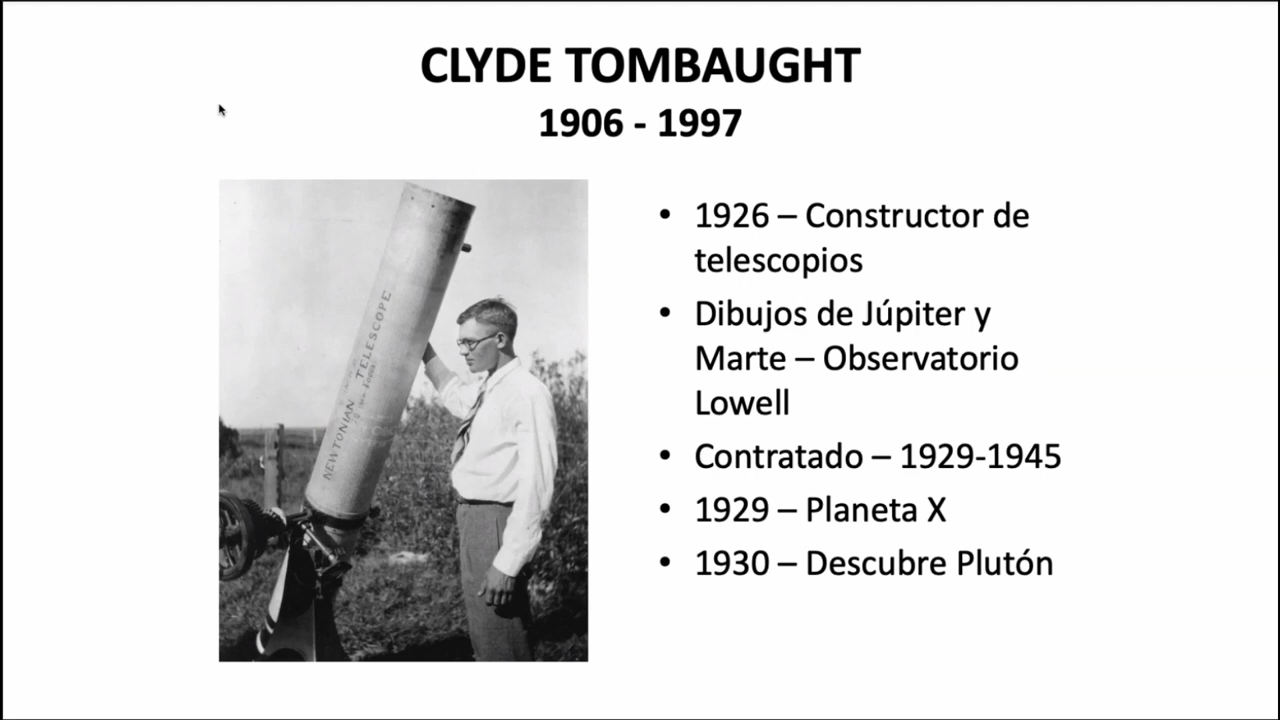 CLYDE TOMBAUGHT
1906 - 1997
• 1926 – Constructor de
telescopios
• Dibujos de Júpiter y
Marte – Observatorio
Lowell
• Contratado – 1929-1945
• 1929 – Planeta X
• 1930 – Descubre Plutón
NEWTONIAN TELESCOPE